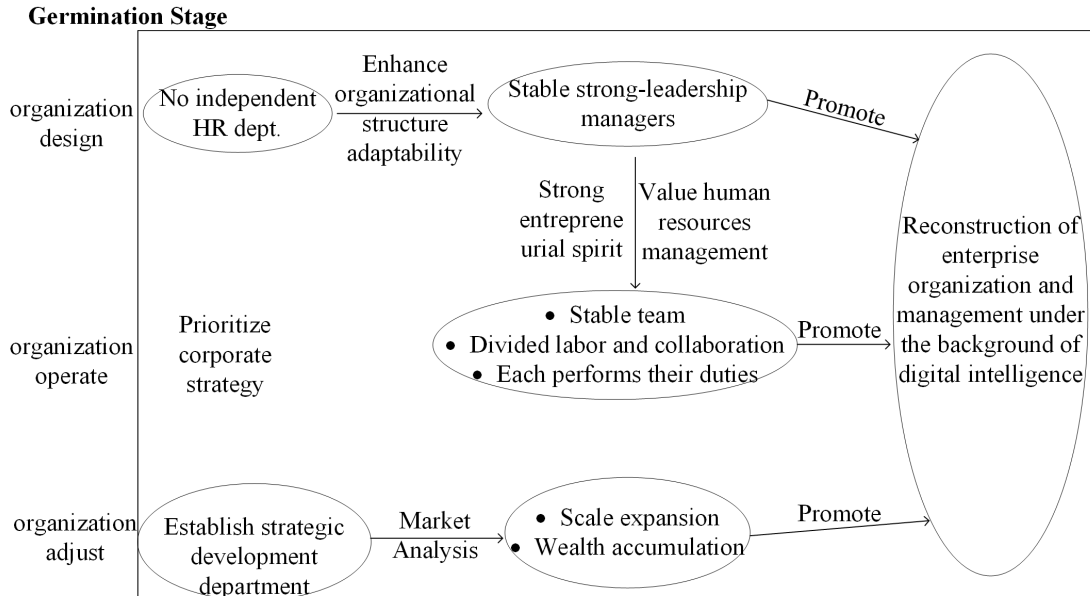 Germination Stage
organization
design
No independent
HR dept.
Enhance
organizational
structure
adaptability
Stable strong-leadership
managers
Promote
Strong
entreprene
urial spirit
Value human
resources
management
Reconstruction of
enterprise
organization and
management under
the background of
digital intelligence
organization
operate
Prioritize
corporate
strategy
• Stable team
• Divided labor and collaboration
• Each performs their duties
Promote
organization
adjust
Establish strategic
development
department
Market
Analysis
• Scale expansion
• Wealth accumulation
Promote